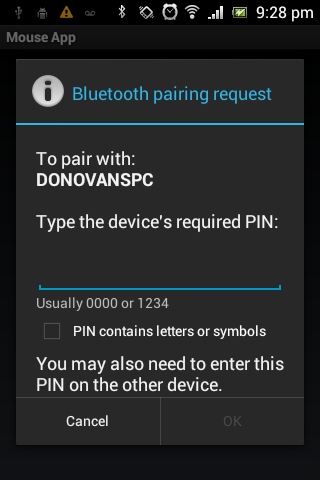 9:28 pm
Mouse App
Bluetooth pairing request
To pair with:
DONOVANSPC
Type the device's required PIN:
Usually 0000 or 1234
PIN contains letters or symbols
You may also need to enter this
PIN on the other device.
Cancel
OK